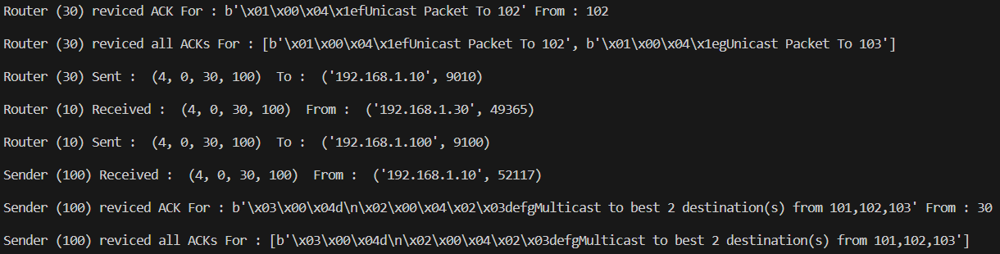 Router (30) reviced ACK For : b'\x01\x00\x04\x1efUnicast Packet To 102' From : 102
Router (30) reviced all ACKs For : [b'\x01\x00\x04\x1efUnicast Packet To 102', b'\x01\x00\x04\x1egUnicast Packet To 103']
Router (30) Sent :  (4, 0, 30, 100)  To :  ('192.168.1.10', 9010)
Router (10) Received :  (4, 0, 30, 100)  From :  ('192.168.1.30', 49365)
Router (10) Sent :  (4, 0, 30, 100)  To :  ('192.168.1.100', 9100)
Sender (100) Received :  (4, 0, 30, 100)  From :  ('192.168.1.10', 52117)
Sender (100) reviced ACK For : b'\x03\x00\x04d\n\x02\x00\x04\x02\x03defgMulticast to best 2 destination(s) from 101,102,103' From : 30
Sender (100) reviced all ACKs For : [b'\x03\x00\x04d\n\x02\x00\x04\x02\x03defgMulticast to best 2 destination(s) from 101,102,103']